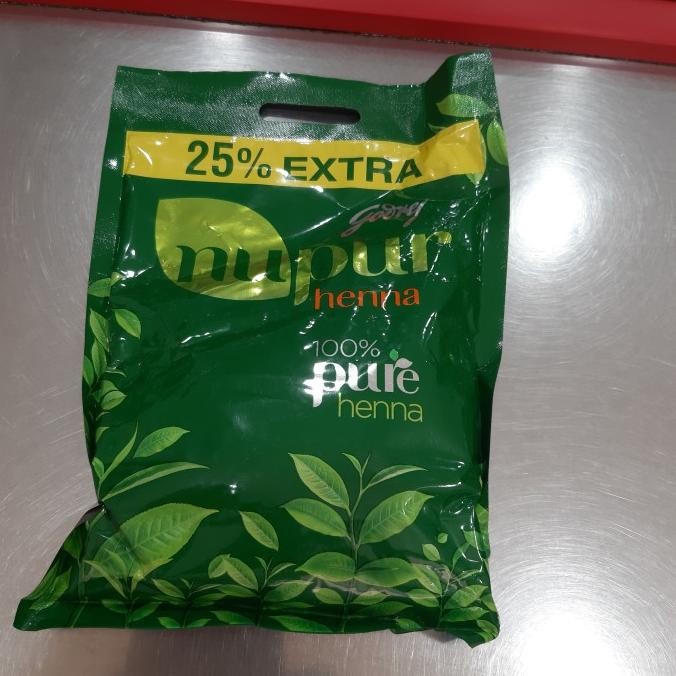 25% EXTRA
Godrej
nupur
henna
100%
pure
henna